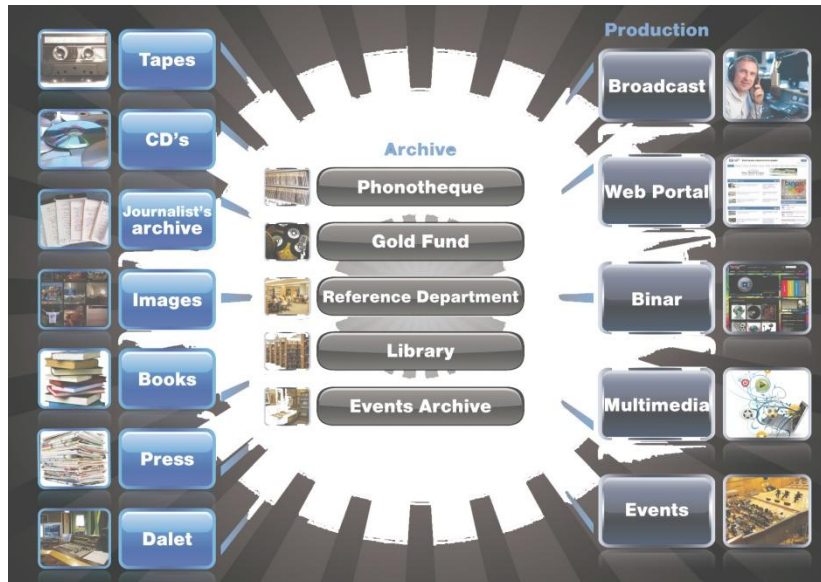 Tapes
CD's
Journalist's
archive
Images
Books
Press
Dalet
Archive
Phonotheque
Gold Fund
Reference Department
Library
Events Archive
Production
Broadcast
Web Portal
Binar
Multimedia
Events